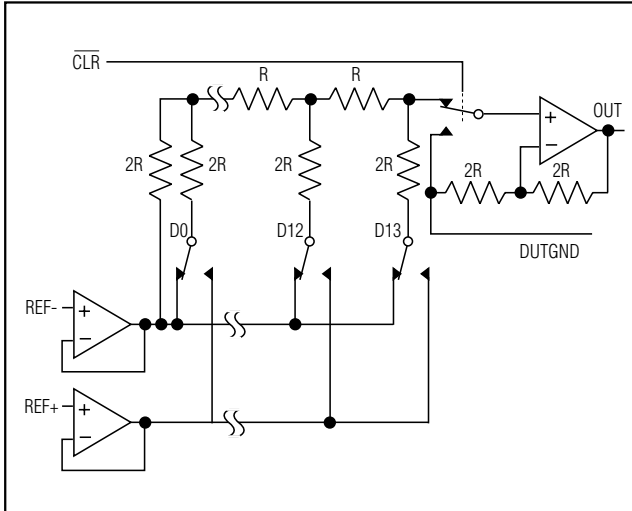 CLR
R R
2R 2R 2R 2R
D0 D12 D13
+ OUT
−
2R 2R
DUTGND
REF- +
−
REF+ +
−